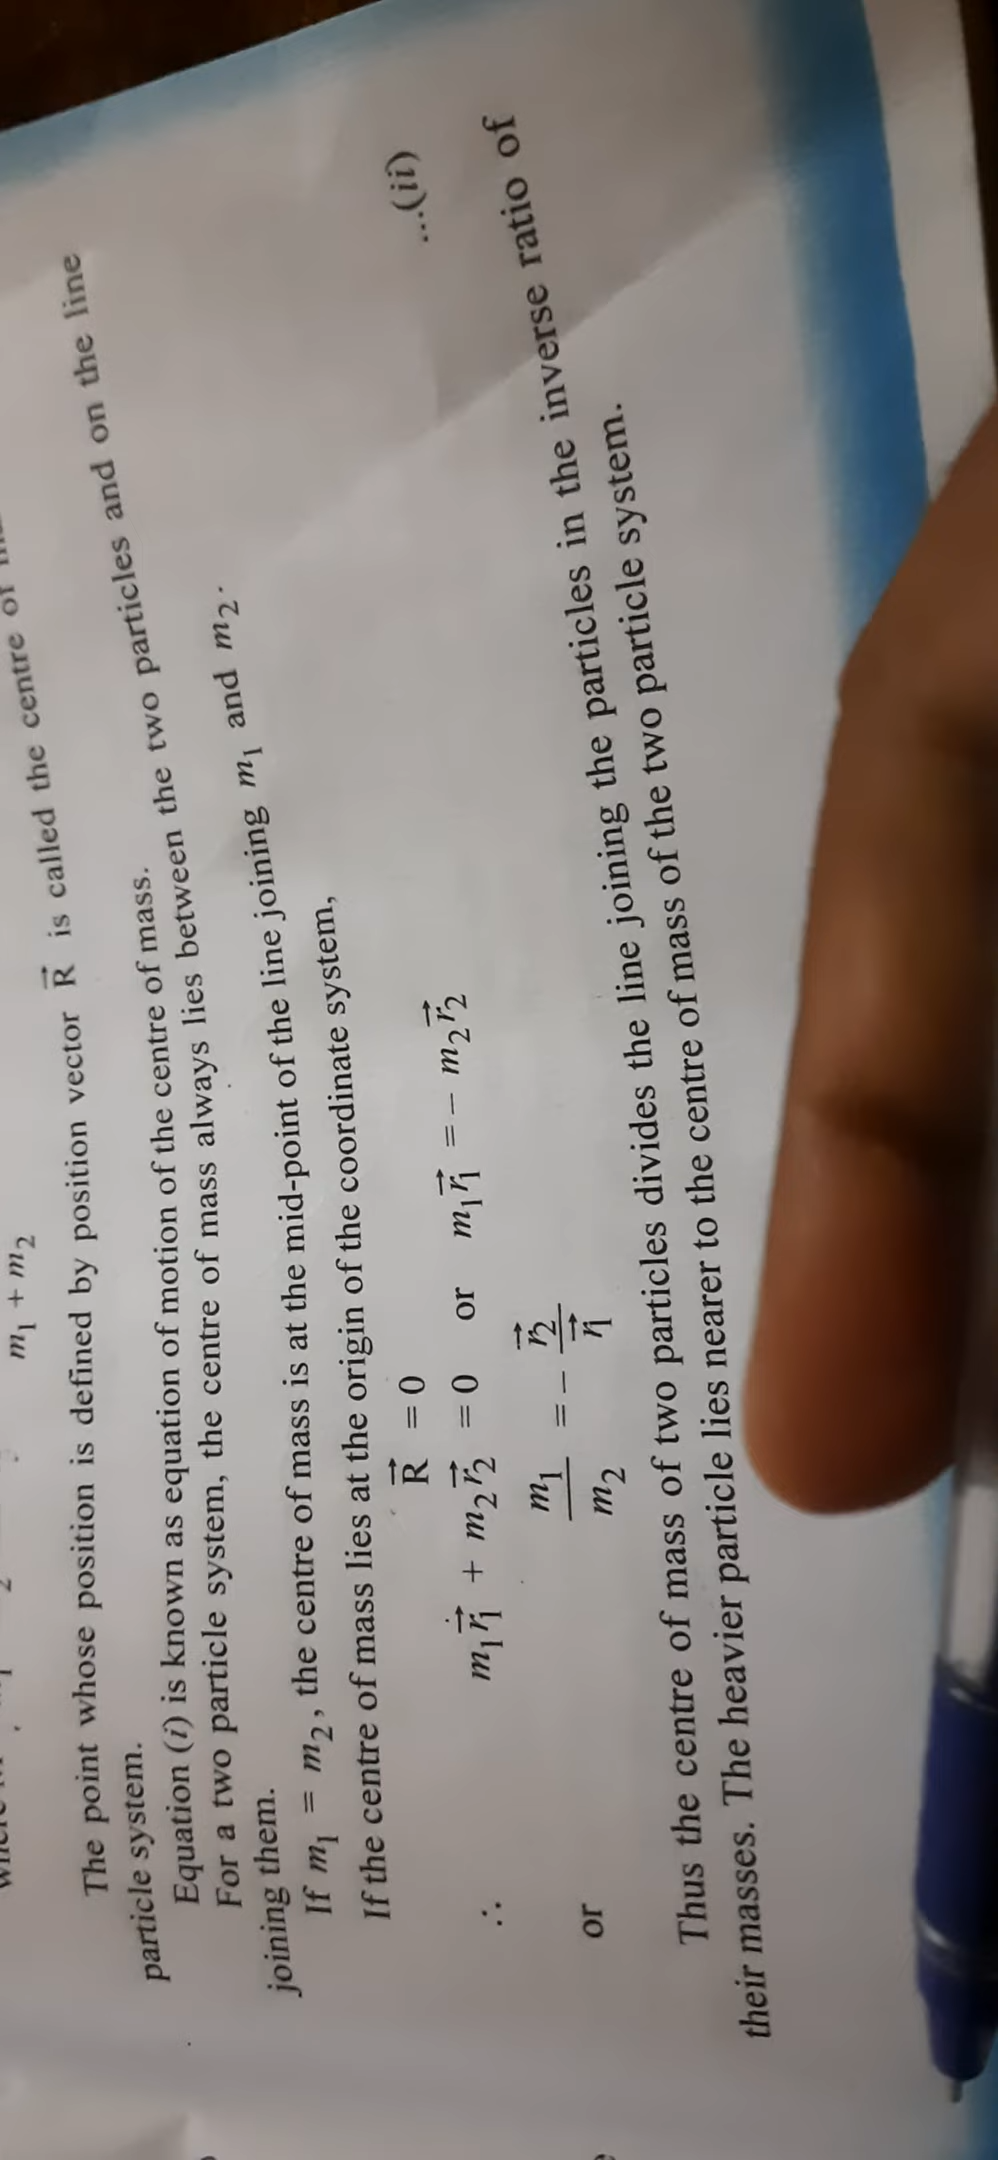 m₁ + m₂
The point whose position is defined by position vector R⃗ is called the centre of
particle system.
Equation (i) is known as equation of motion of the centre of mass.
For a two particle system, the centre of mass always lies between the two particles and on the line
joining them.
If m₁ = m₂, the centre of mass is at the mid-point of the line joining m₁ and m₂.
If the centre of mass lies at the origin of the coordinate system,
R⃗ = 0
∴ m₁r⃗₁ + m₂r⃗₂ = 0 or m₁r⃗₁ = − m₂r⃗₂ ...(ii)
or m₁/m₂ = − r⃗₂/r⃗₁
Thus the centre of mass of two particles divides the line joining the particles in the inverse ratio of
their masses. The heavier particle lies nearer to the centre of mass of the two particle system.